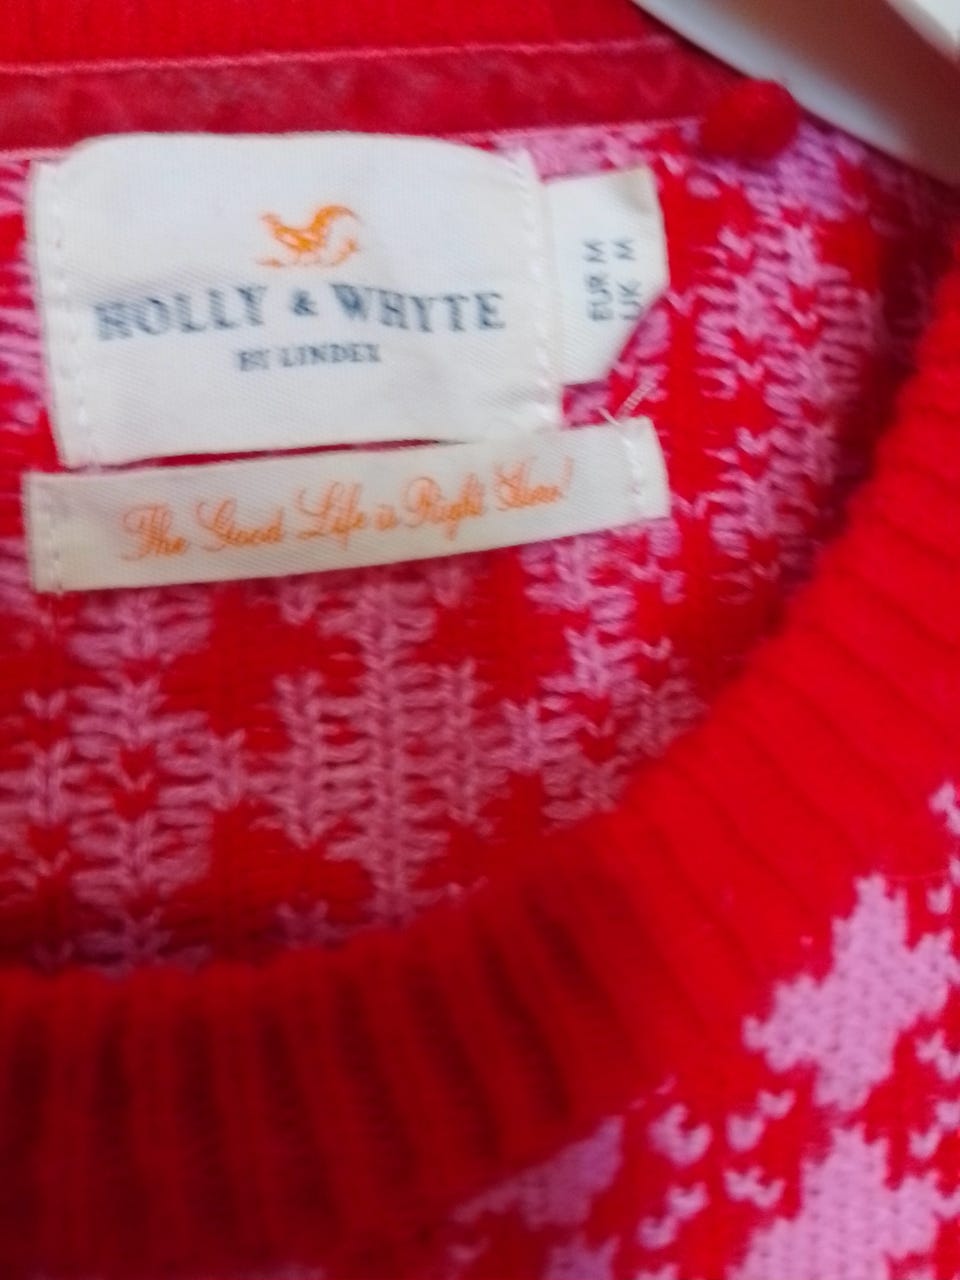 HOLLY & WHYTE
BY LINDEX
EUR M
UK M
The Good Life is Right Here!